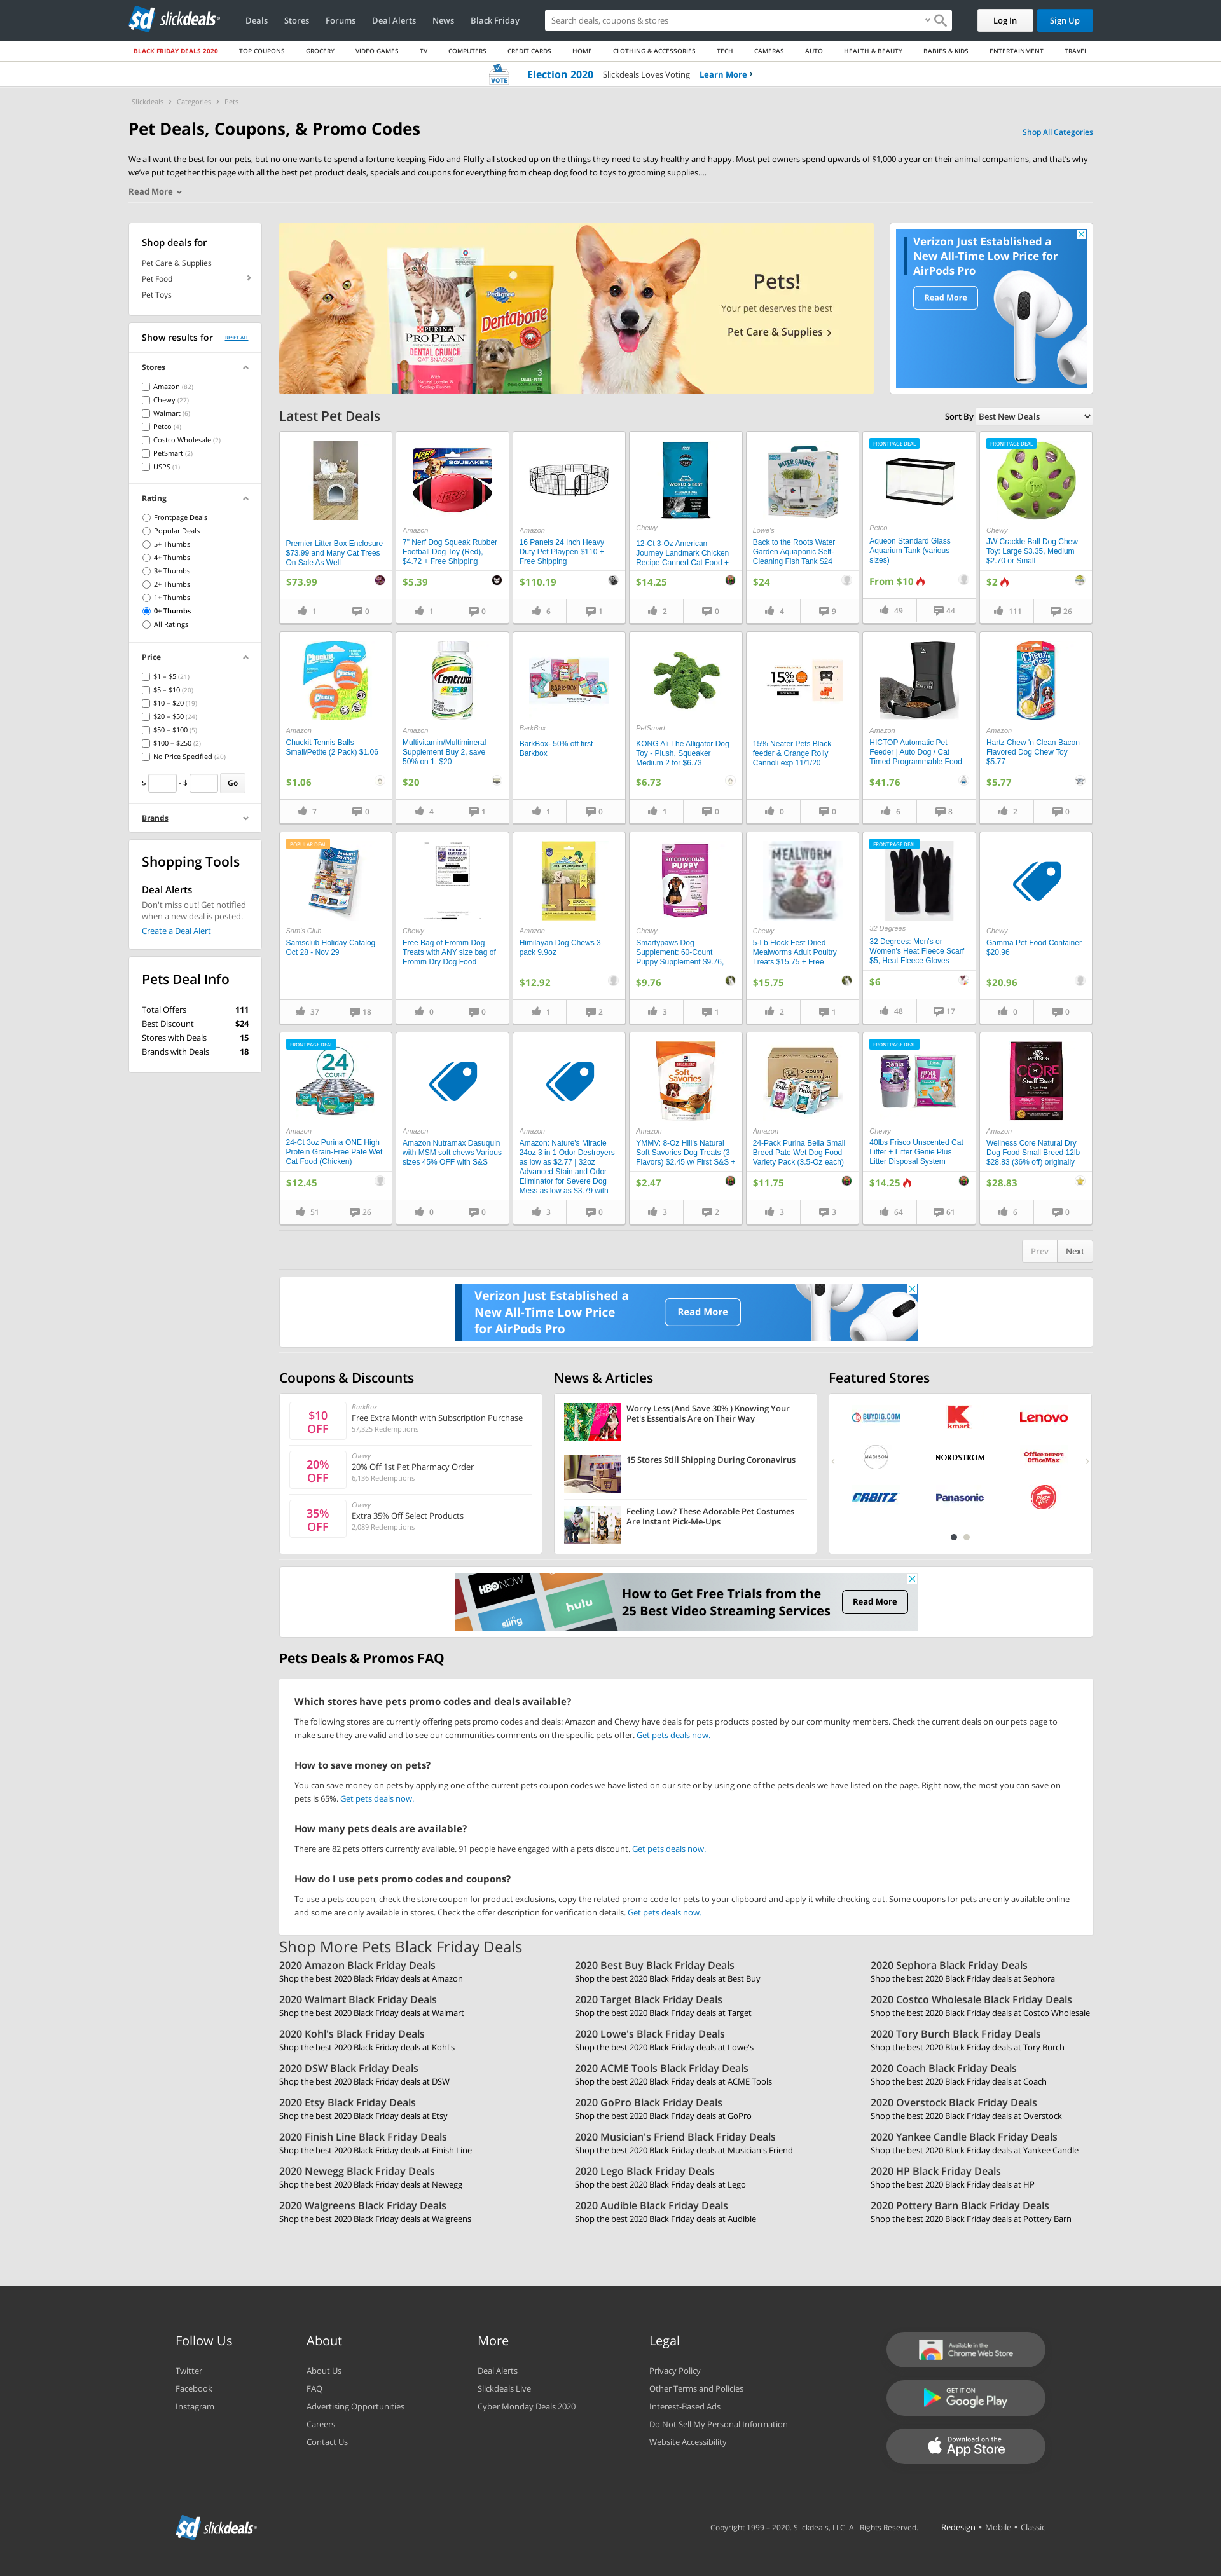 slickdeals
Deals Stores Forums Deal Alerts News Black Friday
Search deals, coupons & stores
Log In
Sign Up
BLACK FRIDAY DEALS 2020 TOP COUPONS GROCERY VIDEO GAMES TV COMPUTERS CREDIT CARDS HOME CLOTHING & ACCESSORIES TECH CAMERAS AUTO HEALTH & BEAUTY BABIES & KIDS ENTERTAINMENT TRAVEL
VOTE Election 2020 Slickdeals Loves Voting Learn More
Slickdeals Categories Pets
Pet Deals, Coupons, & Promo Codes
Shop All Categories
We all want the best for our pets, but no one wants to spend a fortune keeping Fido and Fluffy all stocked up on the things they need to stay healthy and happy. Most pet owners spend upwards of $1,000 a year on their animal companions, and that's why
we've put together this page with all the best pet product deals, specials and coupons for everything from cheap dog food to toys to grooming supplies....
Read More
Shop deals for
Pet Care & Supplies
Pet Food
Pet Toys
Show results for RESET ALL
Stores
Amazon (82)
Chewy (27)
Walmart (6)
Petco (4)
Costco Wholesale (2)
PetSmart (2)
USPS (1)
Rating
Frontpage Deals
Popular Deals
5+ Thumbs
4+ Thumbs
3+ Thumbs
2+ Thumbs
1+ Thumbs
0+ Thumbs
All Ratings
Price
$1 – $5 (21)
$5 – $10 (20)
$10 – $20 (19)
$20 – $50 (24)
$50 – $100 (5)
$100 – $250 (2)
No Price Specified (20)
$ - $ Go
Brands
Shopping Tools
Deal Alerts
Don't miss out! Get notified
when a new deal is posted.
Create a Deal Alert
Pets Deal Info
Total Offers 111
Best Discount $24
Stores with Deals 15
Brands with Deals 18
PURINA
PRO PLAN
DENTAL CRUNCH
CAT SNACKS
Pedigree
Dentabone
Pets!
Your pet deserves the best
Pet Care & Supplies
Verizon Just Established a
New All-Time Low Price for
AirPods Pro
Read More
Latest Pet Deals
Sort By Best New Deals
Premier Litter Box Enclosure
$73.99 and Many Cat Trees
On Sale As Well
$73.99
1 0
Amazon
7" Nerf Dog Squeak Rubber
Football Dog Toy (Red),
$4.72 + Free Shipping
$5.39
1 0
Amazon
16 Panels 24 Inch Heavy
Duty Pet Playpen $110 +
Free Shipping
$110.19
6 1
Chewy
12-Ct 3-Oz American
Journey Landmark Chicken
Recipe Canned Cat Food +
$14.25
2 0
Lowe's
Back to the Roots Water
Garden Aquaponic Self-
Cleaning Fish Tank $24
$24
4 9
FRONTPAGE DEAL
Petco
Aqueon Standard Glass
Aquarium Tank (various
sizes)
From $10
49 44
FRONTPAGE DEAL
Chewy
JW Crackle Ball Dog Chew
Toy: Large $3.35, Medium
$2.70 or Small
$2
111 26
Amazon
Chuckit Tennis Balls
Small/Petite (2 Pack) $1.06
$1.06
7 0
Centrum
Amazon
Multivitamin/Multimineral
Supplement Buy 2, save
50% on 1. $20
$20
4 1
BarkBox
BarkBox- 50% off first
Barkbox
1 0
PetSmart
KONG Ali The Alligator Dog
Toy - Plush, Squeaker
Medium 2 for $6.73
$6.73
1 0
15%
15% Neater Pets Black
feeder & Orange Rolly
Cannoli exp 11/1/20
0 0
Amazon
HICTOP Automatic Pet
Feeder | Auto Dog / Cat
Timed Programmable Food
$41.76
6 8
Amazon
Hartz Chew 'n Clean Bacon
Flavored Dog Chew Toy
$5.77
$5.77
2 0
POPULAR DEAL
Sam's Club
Samsclub Holiday Catalog
Oct 28 - Nov 29
37 18
Chewy
Free Bag of Fromm Dog
Treats with ANY size bag of
Fromm Dry Dog Food
0 0
Amazon
Himilayan Dog Chews 3
pack 9.9oz
$12.92
1 2
SMARTYPAWS
PUPPY
Chewy
Smartypaws Dog
Supplement: 60-Count
Puppy Supplement $9.76,
$9.76
3 1
MEALWORM
Chewy
5-Lb Flock Fest Dried
Mealworms Adult Poultry
Treats $15.75 + Free
$15.75
2 1
FRONTPAGE DEAL
32 Degrees
32 Degrees: Men's or
Women's Heat Fleece Scarf
$5, Heat Fleece Gloves
$6
48 17
Chewy
Gamma Pet Food Container
$20.96
$20.96
0 0
FRONTPAGE DEAL
24
COUNT
Amazon
24-Ct 3oz Purina ONE High
Protein Grain-Free Pate Wet
Cat Food (Chicken)
$12.45
51 26
Amazon
Amazon Nutramax Dasuquin
with MSM soft chews Various
sizes 45% OFF with S&S
0 0
Amazon
Amazon: Nature's Miracle
24oz 3 in 1 Odor Destroyers
as low as $2.77 | 32oz
Advanced Stain and Odor
Eliminator for Severe Dog
Mess as low as $3.79 with
3 0
Soft
Savories
Amazon
YMMV: 8-Oz Hill's Natural
Soft Savories Dog Treats (3
Flavors) $2.45 w/ First S&S +
$2.47
3 2
Amazon
24-Pack Purina Bella Small
Breed Pate Wet Dog Food
Variety Pack (3.5-Oz each)
$11.75
3 3
FRONTPAGE DEAL
Chewy
40lbs Frisco Unscented Cat
Litter + Litter Genie Plus
Litter Disposal System
$14.25
64 61
WELLNESS
CORE
Small Breed
Amazon
Wellness Core Natural Dry
Dog Food Small Breed 12lb
$28.83 (36% off) originally
$28.83
6 0
Prev Next
Verizon Just Established a
New All-Time Low Price
for AirPods Pro
Read More
Coupons & Discounts
$10
OFF
BarkBox
Free Extra Month with Subscription Purchase
57,325 Redemptions
20%
OFF
Chewy
20% Off 1st Pet Pharmacy Order
6,136 Redemptions
35%
OFF
Chewy
Extra 35% Off Select Products
2,089 Redemptions
News & Articles
Worry Less (And Save 30% ) Knowing Your
Pet's Essentials Are on Their Way
15 Stores Still Shipping During Coronavirus
Feeling Low? These Adorable Pet Costumes
Are Instant Pick-Me-Ups
Featured Stores
BUYDIG.COM
kmart
Lenovo
MADISON
NORDSTROM
Office DEPOT
OfficeMax
ORBITZ
Panasonic
Pizza Hut
HBO NOW
sling
hulu
How to Get Free Trials from the
25 Best Video Streaming Services
Read More
Pets Deals & Promos FAQ
Which stores have pets promo codes and deals available?
The following stores are currently offering pets promo codes and deals: Amazon and Chewy have deals for pets products posted by our community members. Check the current deals on our pets page to
make sure they are valid and to see our communities comments on the specific pets offer. Get pets deals now.
How to save money on pets?
You can save money on pets by applying one of the current pets coupon codes we have listed on our site or by using one of the pets deals we have listed on the page. Right now, the most you can save on
pets is 65%. Get pets deals now.
How many pets deals are available?
There are 82 pets offers currently available. 91 people have engaged with a pets discount. Get pets deals now.
How do I use pets promo codes and coupons?
To use a pets coupon, check the store coupon for product exclusions, copy the related promo code for pets to your clipboard and apply it while checking out. Some coupons for pets are only available online
and some are only available in stores. Check the offer description for verification details. Get pets deals now.
Shop More Pets Black Friday Deals
2020 Amazon Black Friday Deals
Shop the best 2020 Black Friday deals at Amazon
2020 Best Buy Black Friday Deals
Shop the best 2020 Black Friday deals at Best Buy
2020 Sephora Black Friday Deals
Shop the best 2020 Black Friday deals at Sephora
2020 Walmart Black Friday Deals
Shop the best 2020 Black Friday deals at Walmart
2020 Target Black Friday Deals
Shop the best 2020 Black Friday deals at Target
2020 Costco Wholesale Black Friday Deals
Shop the best 2020 Black Friday deals at Costco Wholesale
2020 Kohl's Black Friday Deals
Shop the best 2020 Black Friday deals at Kohl's
2020 Lowe's Black Friday Deals
Shop the best 2020 Black Friday deals at Lowe's
2020 Tory Burch Black Friday Deals
Shop the best 2020 Black Friday deals at Tory Burch
2020 DSW Black Friday Deals
Shop the best 2020 Black Friday deals at DSW
2020 ACME Tools Black Friday Deals
Shop the best 2020 Black Friday deals at ACME Tools
2020 Coach Black Friday Deals
Shop the best 2020 Black Friday deals at Coach
2020 Etsy Black Friday Deals
Shop the best 2020 Black Friday deals at Etsy
2020 GoPro Black Friday Deals
Shop the best 2020 Black Friday deals at GoPro
2020 Overstock Black Friday Deals
Shop the best 2020 Black Friday deals at Overstock
2020 Finish Line Black Friday Deals
Shop the best 2020 Black Friday deals at Finish Line
2020 Musician's Friend Black Friday Deals
Shop the best 2020 Black Friday deals at Musician's Friend
2020 Yankee Candle Black Friday Deals
Shop the best 2020 Black Friday deals at Yankee Candle
2020 Newegg Black Friday Deals
Shop the best 2020 Black Friday deals at Newegg
2020 Lego Black Friday Deals
Shop the best 2020 Black Friday deals at Lego
2020 HP Black Friday Deals
Shop the best 2020 Black Friday deals at HP
2020 Walgreens Black Friday Deals
Shop the best 2020 Black Friday deals at Walgreens
2020 Audible Black Friday Deals
Shop the best 2020 Black Friday deals at Audible
2020 Pottery Barn Black Friday Deals
Shop the best 2020 Black Friday deals at Pottery Barn
Follow Us
Twitter
Facebook
Instagram
About
About Us
FAQ
Advertising Opportunities
Careers
Contact Us
More
Deal Alerts
Slickdeals Live
Cyber Monday Deals 2020
Legal
Privacy Policy
Other Terms and Policies
Interest-Based Ads
Do Not Sell My Personal Information
Website Accessibility
Available in the
Chrome Web Store
GET IT ON
Google Play
Download on the
App Store
slickdeals
Copyright 1999 – 2020. Slickdeals, LLC. All Rights Reserved. Redesign • Mobile • Classic